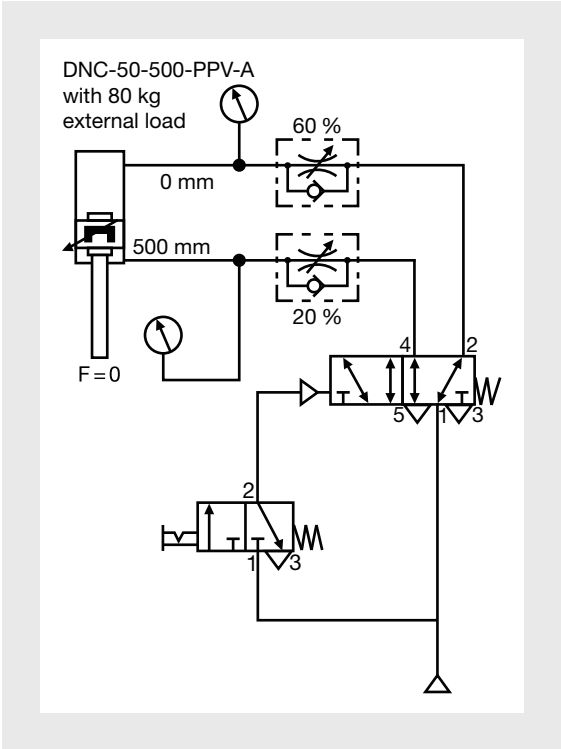 DNC-50-500-PPV-A
with 80 kg
external load
60 %
0 mm
500 mm
20 %
F = 0
4
2
5
1
3
2
1
3